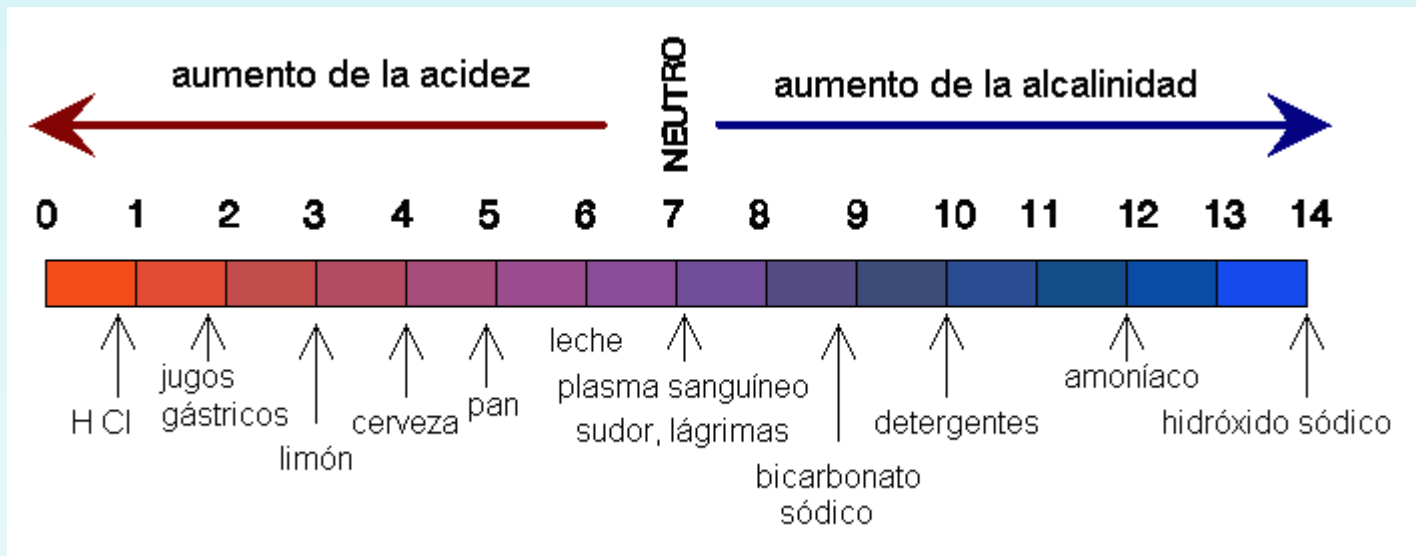 aumento de la acidez
NEUTRO
aumento de la alcalinidad
0 1 2 3 4 5 6 7 8 9 10 11 12 13 14
H Cl
jugos
gástricos
limón
cerveza
pan
leche
plasma sanguíneo
sudor, lágrimas
bicarbonato
sódico
detergentes
amoníaco
hidróxido sódico